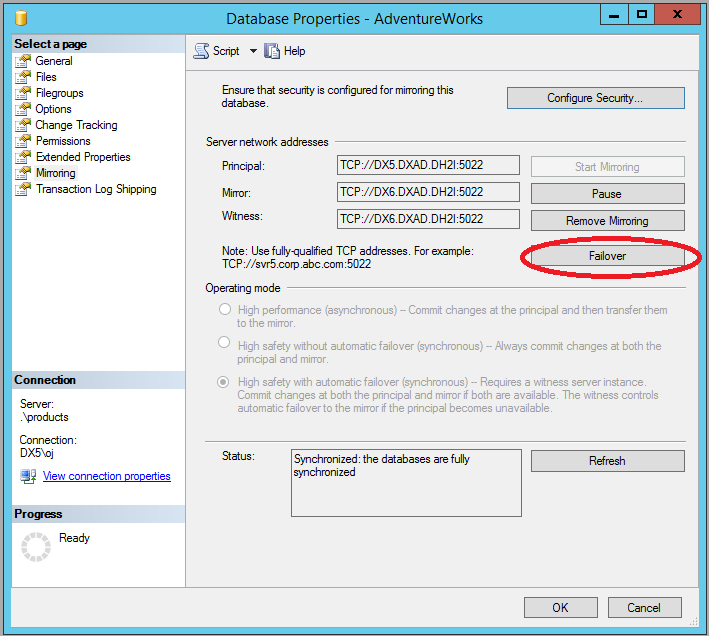 Database Properties - AdventureWorks
Select a page
General
Files
Filegroups
Options
Change Tracking
Permissions
Extended Properties
Mirroring
Transaction Log Shipping
Connection
Server:
.\products
Connection:
DX5\oj
View connection properties
Progress
Ready
Script
Help
Ensure that security is configured for mirroring this
database.
Configure Security...
Server network addresses
Principal:
TCP://DX5.DXAD.DH2I:5022
Start Mirroring
Mirror:
TCP://DX6.DXAD.DH2I:5022
Pause
Witness:
TCP://DX6.DXAD.DH2I:5022
Remove Mirroring
Note: Use fully-qualified TCP addresses. For example:
TCP://svr5.corp.abc.com:5022
Failover
Operating mode
High performance (asynchronous) -- Commit changes at the principal and then transfer them
to the mirror.
High safety without automatic failover (synchronous) -- Always commit changes at both the
principal and mirror.
High safety with automatic failover (synchronous) -- Requires a witness server instance.
Commit changes at both the principal and mirror if both are available. The witness controls
automatic failover to the mirror if the principal becomes unavailable.
Status:
Synchronized: the databases are fully
synchronized
Refresh
OK
Cancel